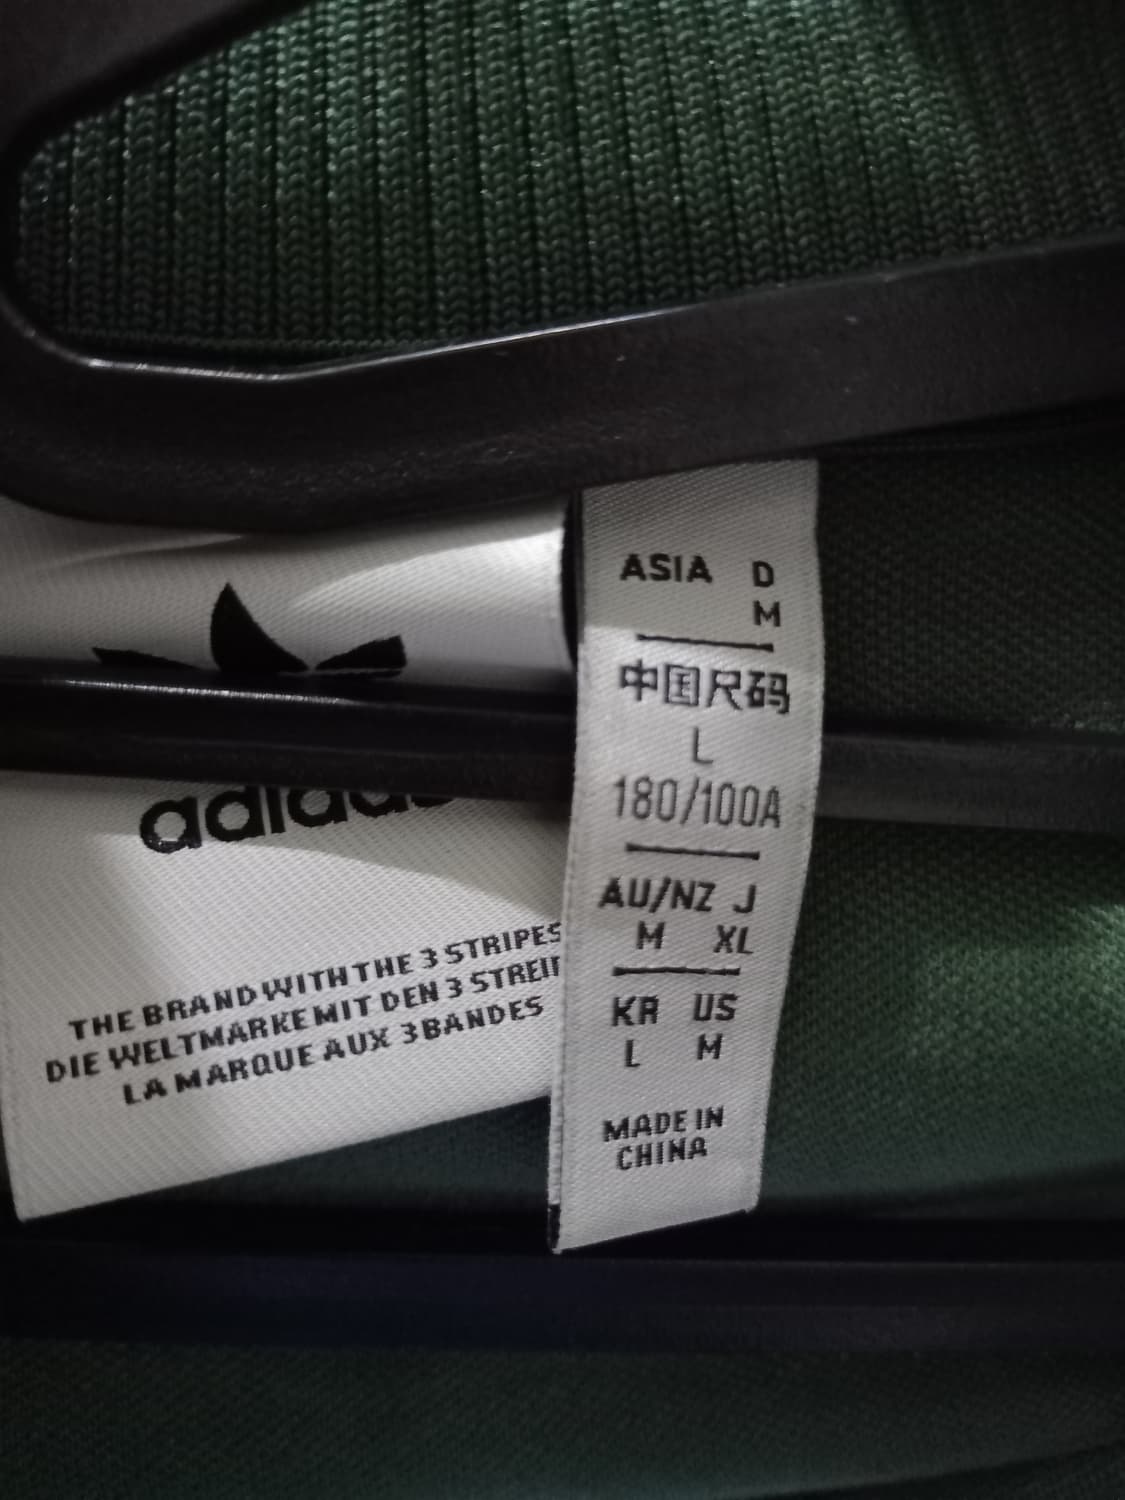 adidas
THE BRAND WITH THE 3 STRIPES
DIE WELTMARKE MIT DEN 3 STREIF
LA MARQUE AUX 3 BANDES
ASIA D
M
中国尺码
L
180/100A
AU/NZ J
M XL
KR US
L M
MADE IN
CHINA